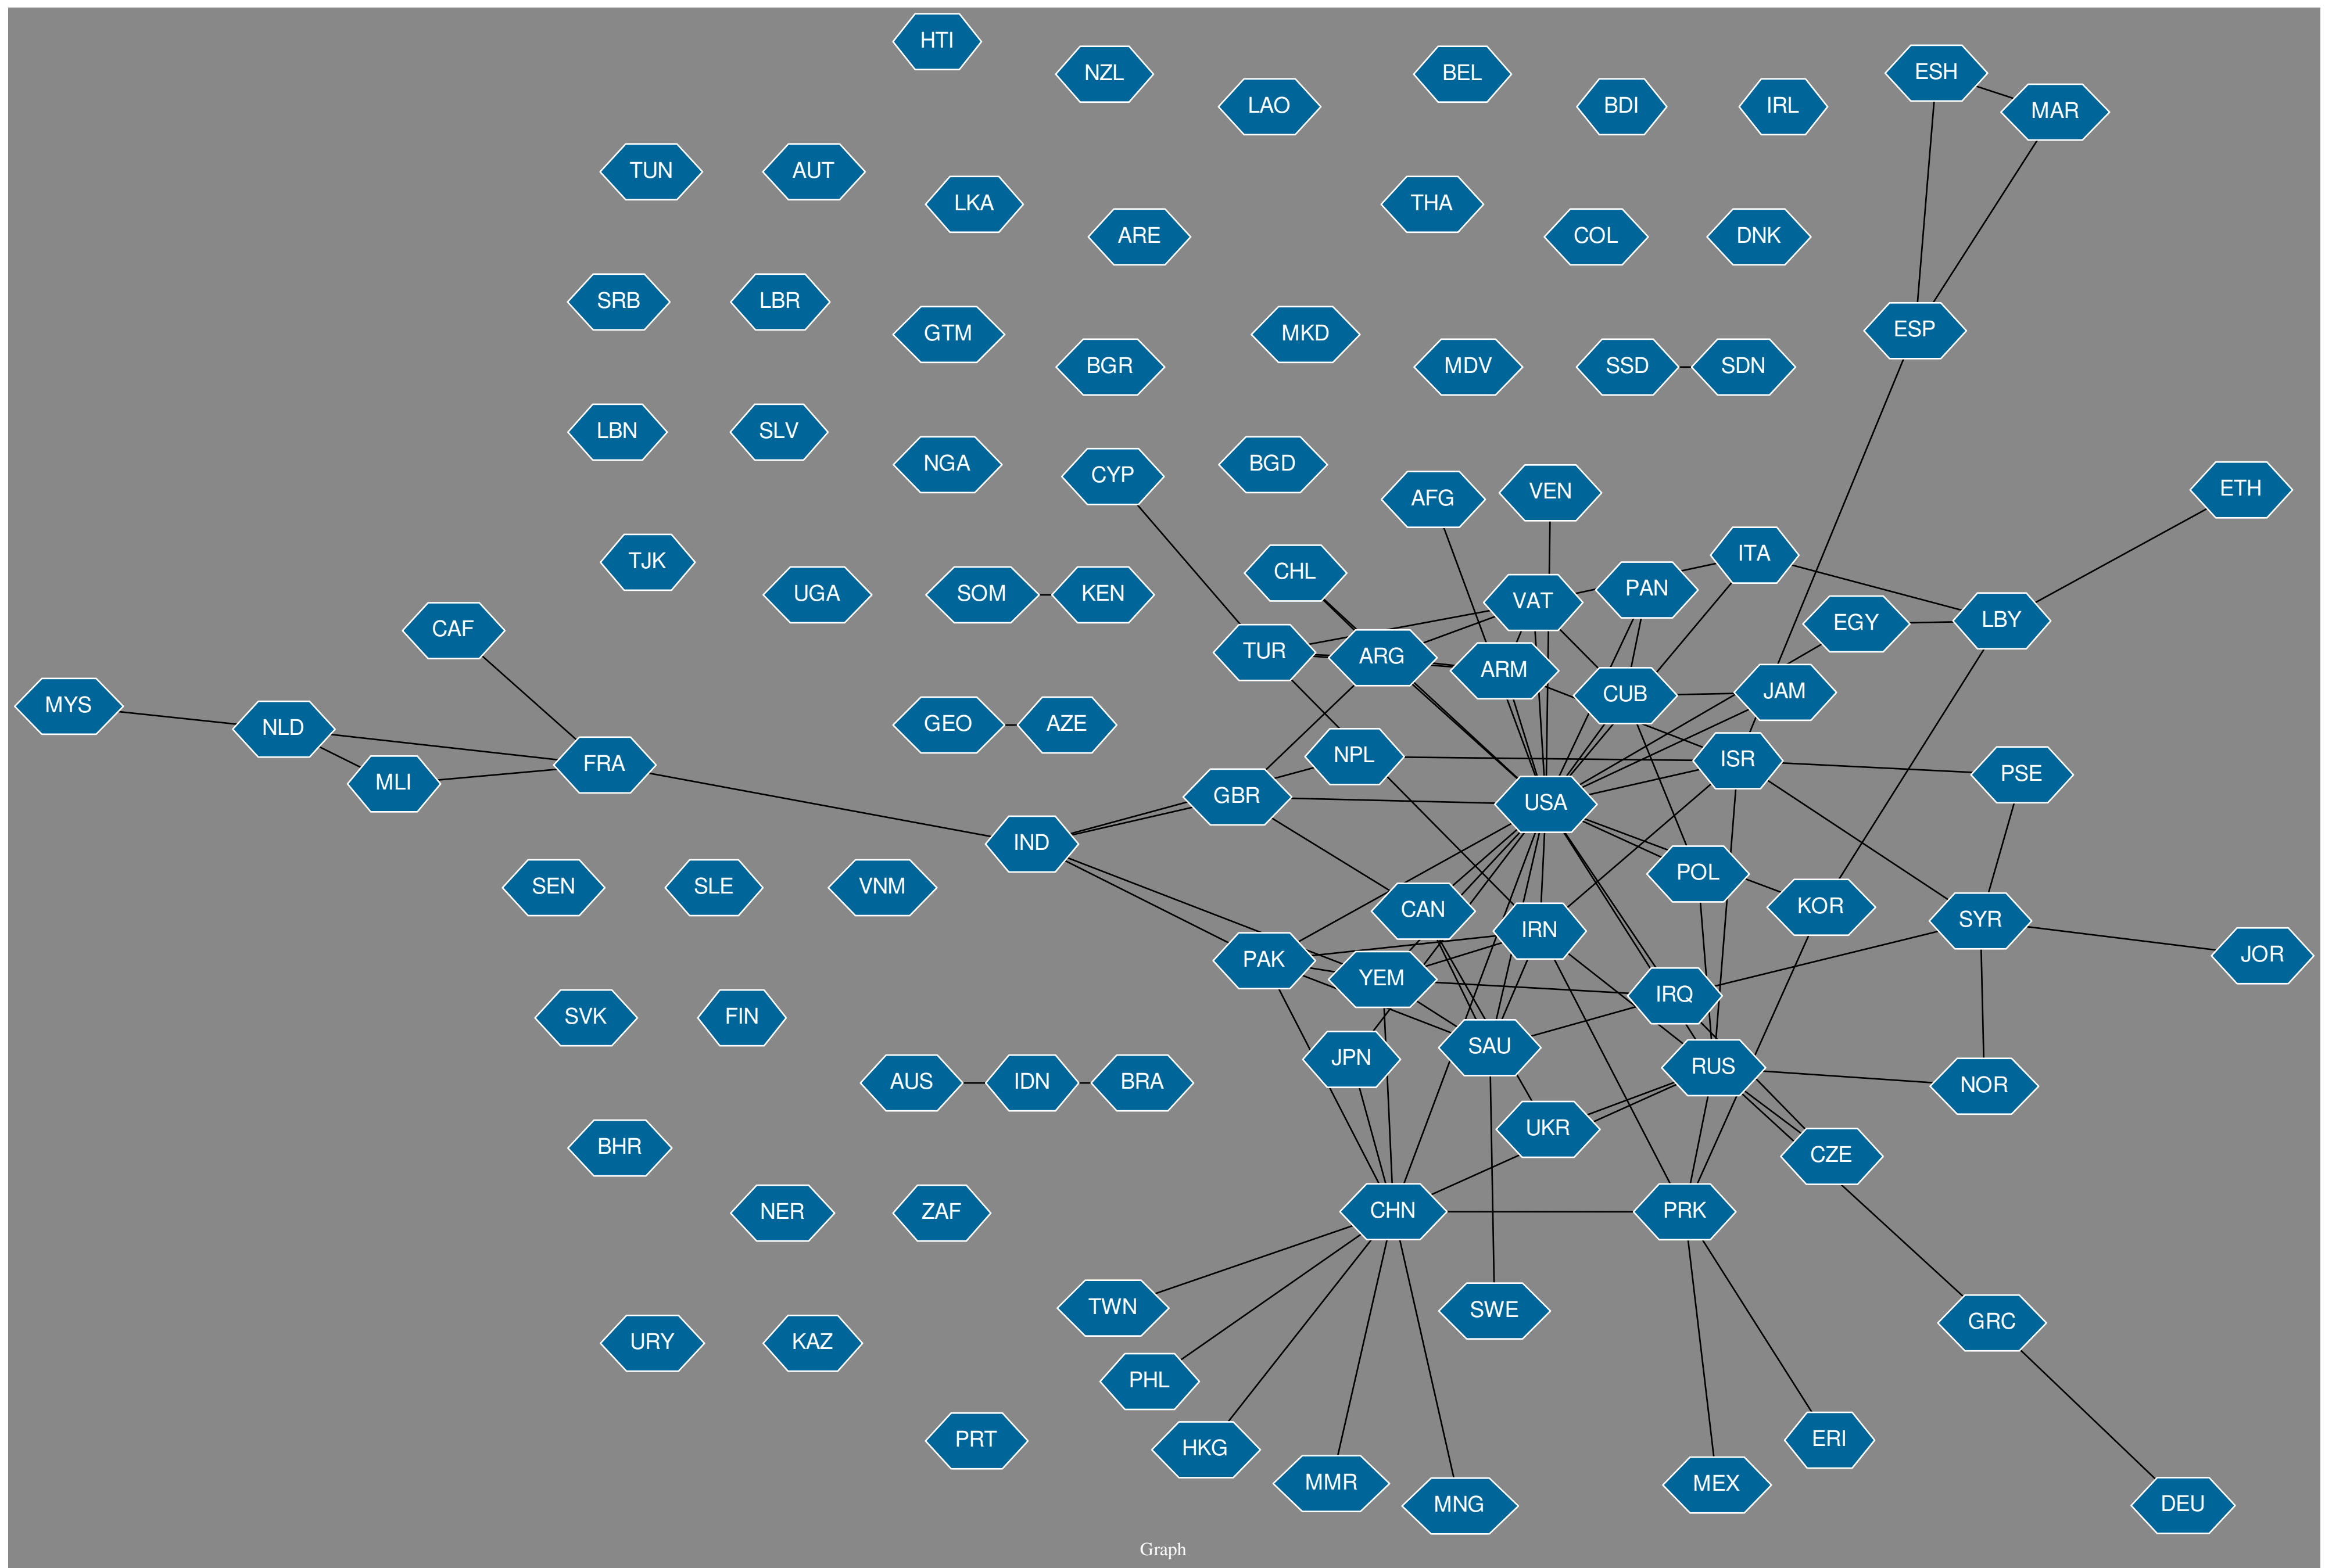 HTI
NZL
LAO
BEL
BDI
IRL
ESH
MAR
TUN
AUT
LKA
ARE
THA
COL
DNK
SRB
LBR
GTM
BGR
MKD
MDV
SSD
SDN
ESP
LBN
SLV
NGA
CYP
BGD
AFG
VEN
ETH
TJK
UGA
SOM
KEN
CHL
VAT
PAN
ITA
EGY
LBY
CAF
TUR
ARG
ARM
CUB
JAM
MYS
NLD
MLI
FRA
GEO
AZE
NPL
ISR
PSE
GBR
USA
IND
POL
SEN
SLE
VNM
CAN
IRN
KOR
SYR
JOR
PAK
YEM
IRQ
SVK
FIN
JPN
SAU
RUS
NOR
AUS
IDN
BRA
UKR
CZE
BHR
NER
ZAF
CHN
PRK
TWN
SWE
GRC
URY
KAZ
PHL
PRT
HKG
MMR
MNG
MEX
ERI
DEU
Graph